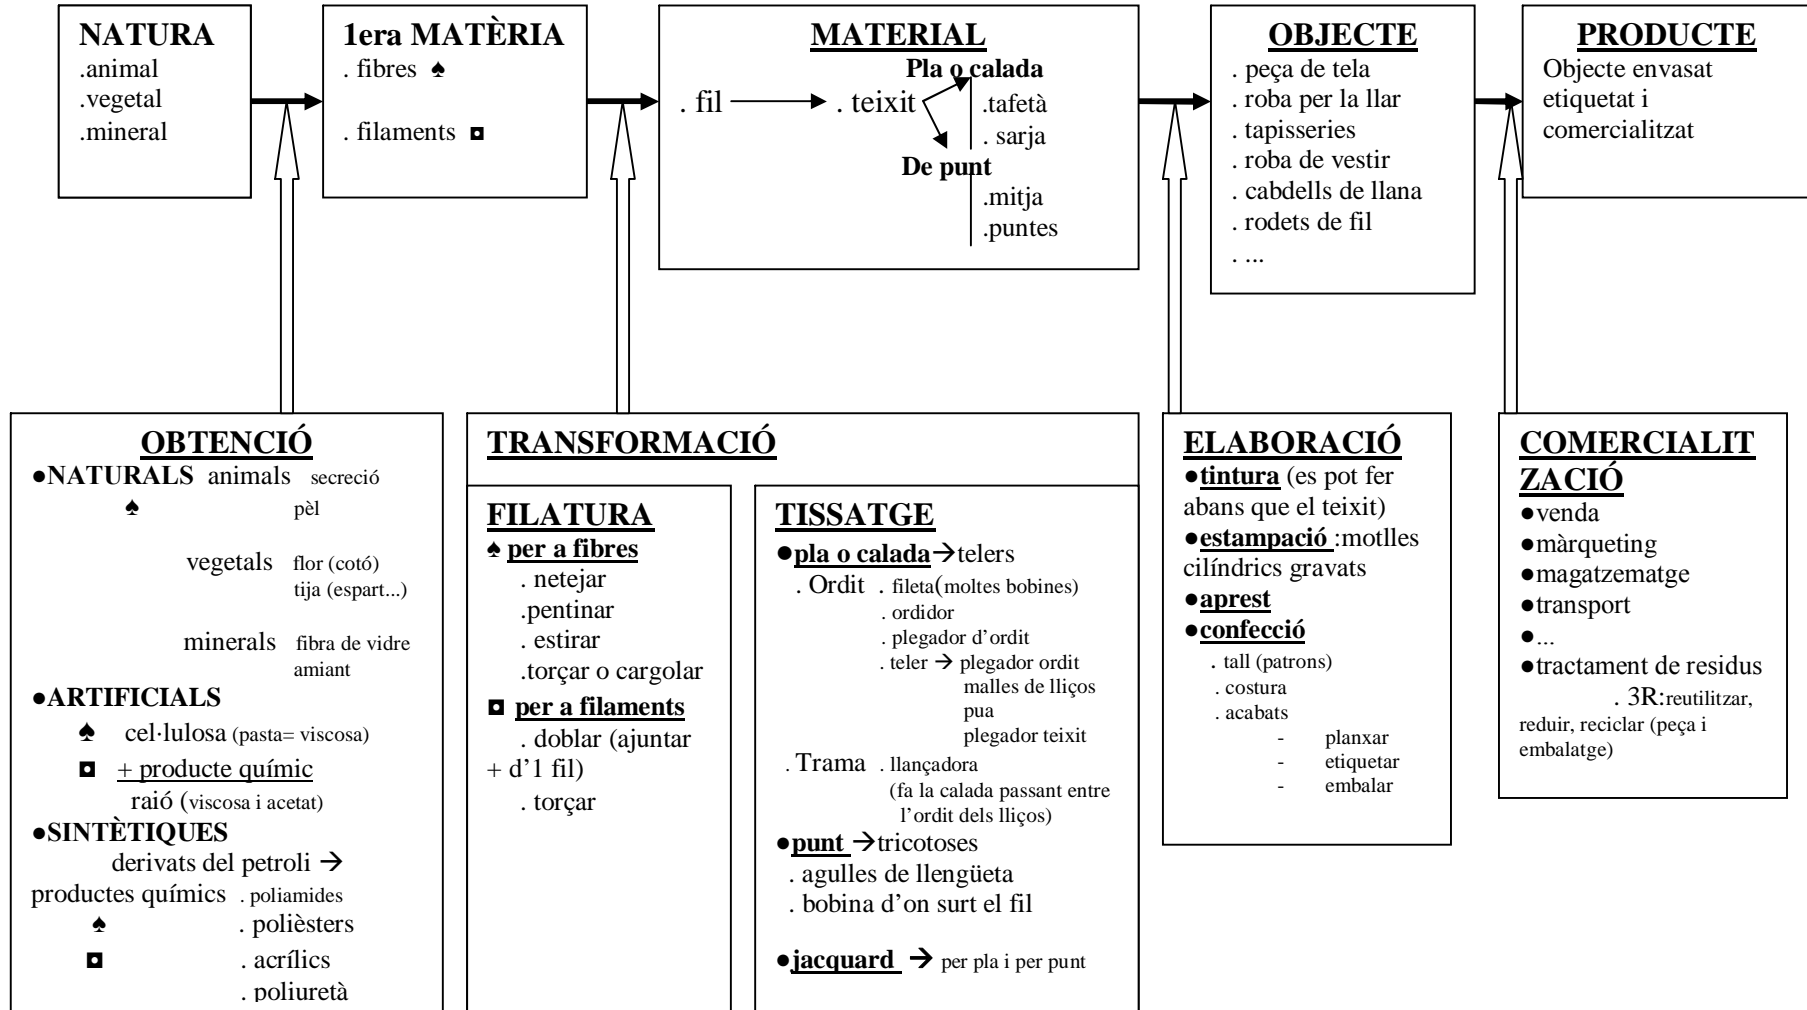 NATURA
.animal
.vegetal
.mineral
1era MATÈRIA
. fibres ♠
. filaments ◘
MATERIAL
Pla o calada
. fil
. teixit
.tafetà
. sarja
De punt
.mitja
.puntes
OBJECTE
. peça de tela
. roba per la llar
. tapisseries
. roba de vestir
. cabdells de llana
. rodets de fil
. ...
PRODUCTE
Objecte envasat
etiquetat i
comercialitzat
OBTENCIÓ
●NATURALS animals secreció
♠ pèl
vegetals flor (cotó)
tija (espart...)
minerals fibra de vidre
amiant
●ARTIFICIALS
♠ cel·lulosa (pasta= viscosa)
◘ + producte químic
raió (viscosa i acetat)
●SINTÈTIQUES
derivats del petroli →
productes químics . poliamides
♠ . polièsters
◘ . acrílics
. poliuretà
TRANSFORMACIÓ
FILATURA
♠ per a fibres
. netejar
.pentinar
. estirar
.torçar o cargolar
◘ per a filaments
. doblar (ajuntar
+ d'1 fil)
. torçar
TISSATGE
●pla o calada→telers
. Ordit . fileta(moltes bobines)
. ordidor
. plegador d'ordit
. teler → plegador ordit
malles de lliços
pua
plegador teixit
. Trama . llançadora
(fa la calada passant entre
l'ordit dels lliços)
●punt →tricotoses
. agulles de llengüeta
. bobina d'on surt el fil
●jacquard → per pla i per punt
ELABORACIÓ
●tintura (es pot fer
abans que el teixit)
●estampació :motlles
cilíndrics gravats
●aprest
●confecció
. tall (patrons)
. costura
. acabats
- planxar
- etiquetar
- embalar
COMERCIALIT
ZACIÓ
●venda
●màrqueting
●magatzematge
●transport
●...
●tractament de residus
. 3R:reutilitzar,
reduir, reciclar (peça i
embalatge)